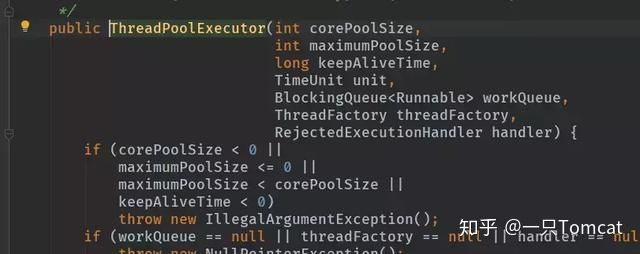 */
public ThreadPoolExecutor(int corePoolSize,
int maximumPoolSize,
long keepAliveTime,
TimeUnit unit,
BlockingQueue<Runnable> workQueue,
ThreadFactory threadFactory,
RejectedExecutionHandler handler) {
if (corePoolSize < 0 ||
maximumPoolSize <= 0 ||
maximumPoolSize < corePoolSize ||
keepAliveTime < 0)
throw new IllegalArgumentException();
if (workQueue == null || threadFactory == null || handler == nul
throw new NullPointerException();
知乎 @一只Tomcat